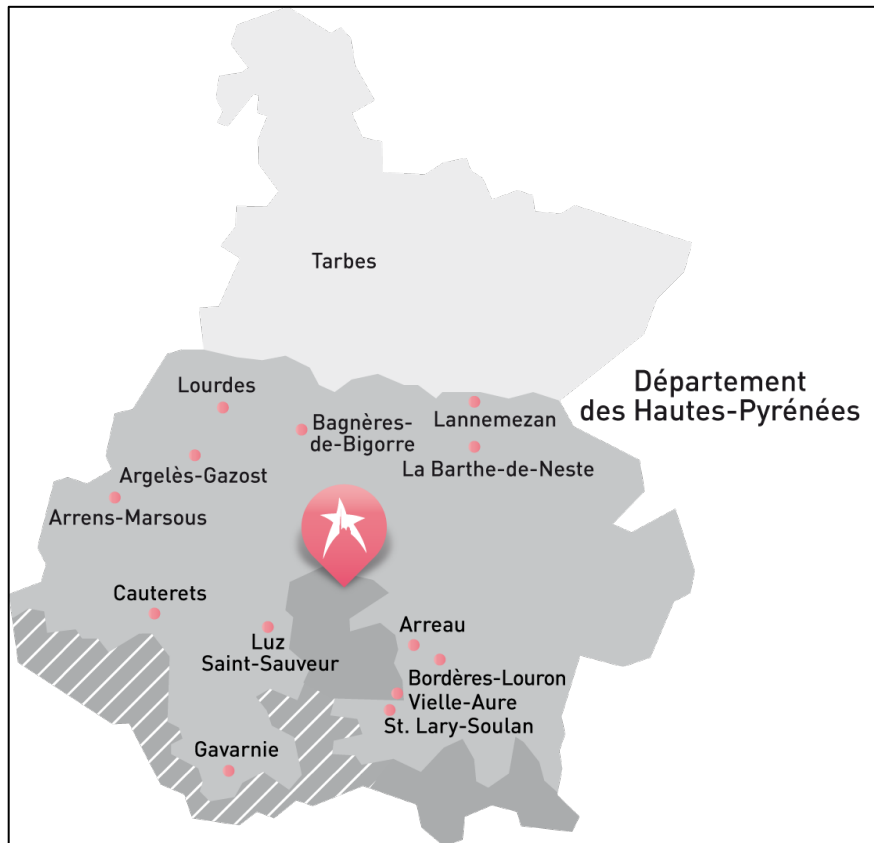 Tarbes
Département
des Hautes-Pyrénées
Lourdes
Bagnères-
de-Bigorre
Lannemezan
La Barthe-de-Neste
Argelès-Gazost
Arrens-Marsous
Cauterets
Luz
Saint-Sauveur
Arreau
Bordères-Louron
Vielle-Aure
St. Lary-Soulan
Gavarnie